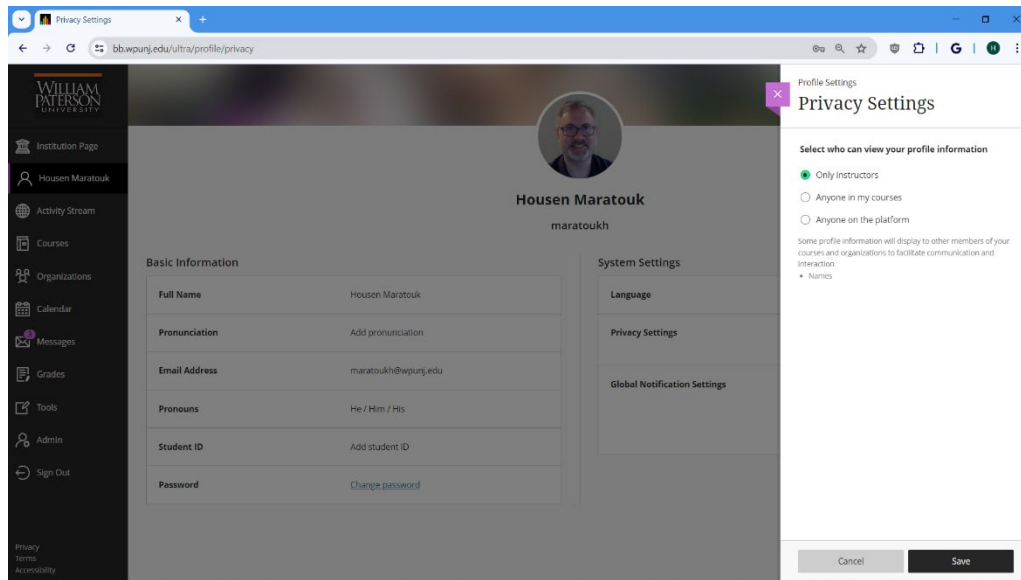 Privacy Settings
bb.wpunj.edu/ultra/profile/privacy
G
H
WILLIAM
PATERSON
UNIVERSITY
Institution Page
Housen Maratouk
Activity Stream
Courses
Organizations
Calendar
3
Messages
Grades
Tools
Admin
Sign Out
Privacy
Terms
Accessibility
Housen Maratouk
maratoukh
Basic Information
Full Name Housen Maratouk
Pronunciation Add pronunciation
Email Address maratoukh@wpunj.edu
Pronouns He / Him / His
Student ID Add student ID
Password Change password
System Settings
Language
Privacy Settings
Global Notification Settings
Profile Settings
Privacy Settings
Select who can view your profile information
Only instructors
Anyone in my courses
Anyone on the platform
Some profile information will display to other members of your
courses and organizations to facilitate communication and
interaction
• Names
Cancel Save